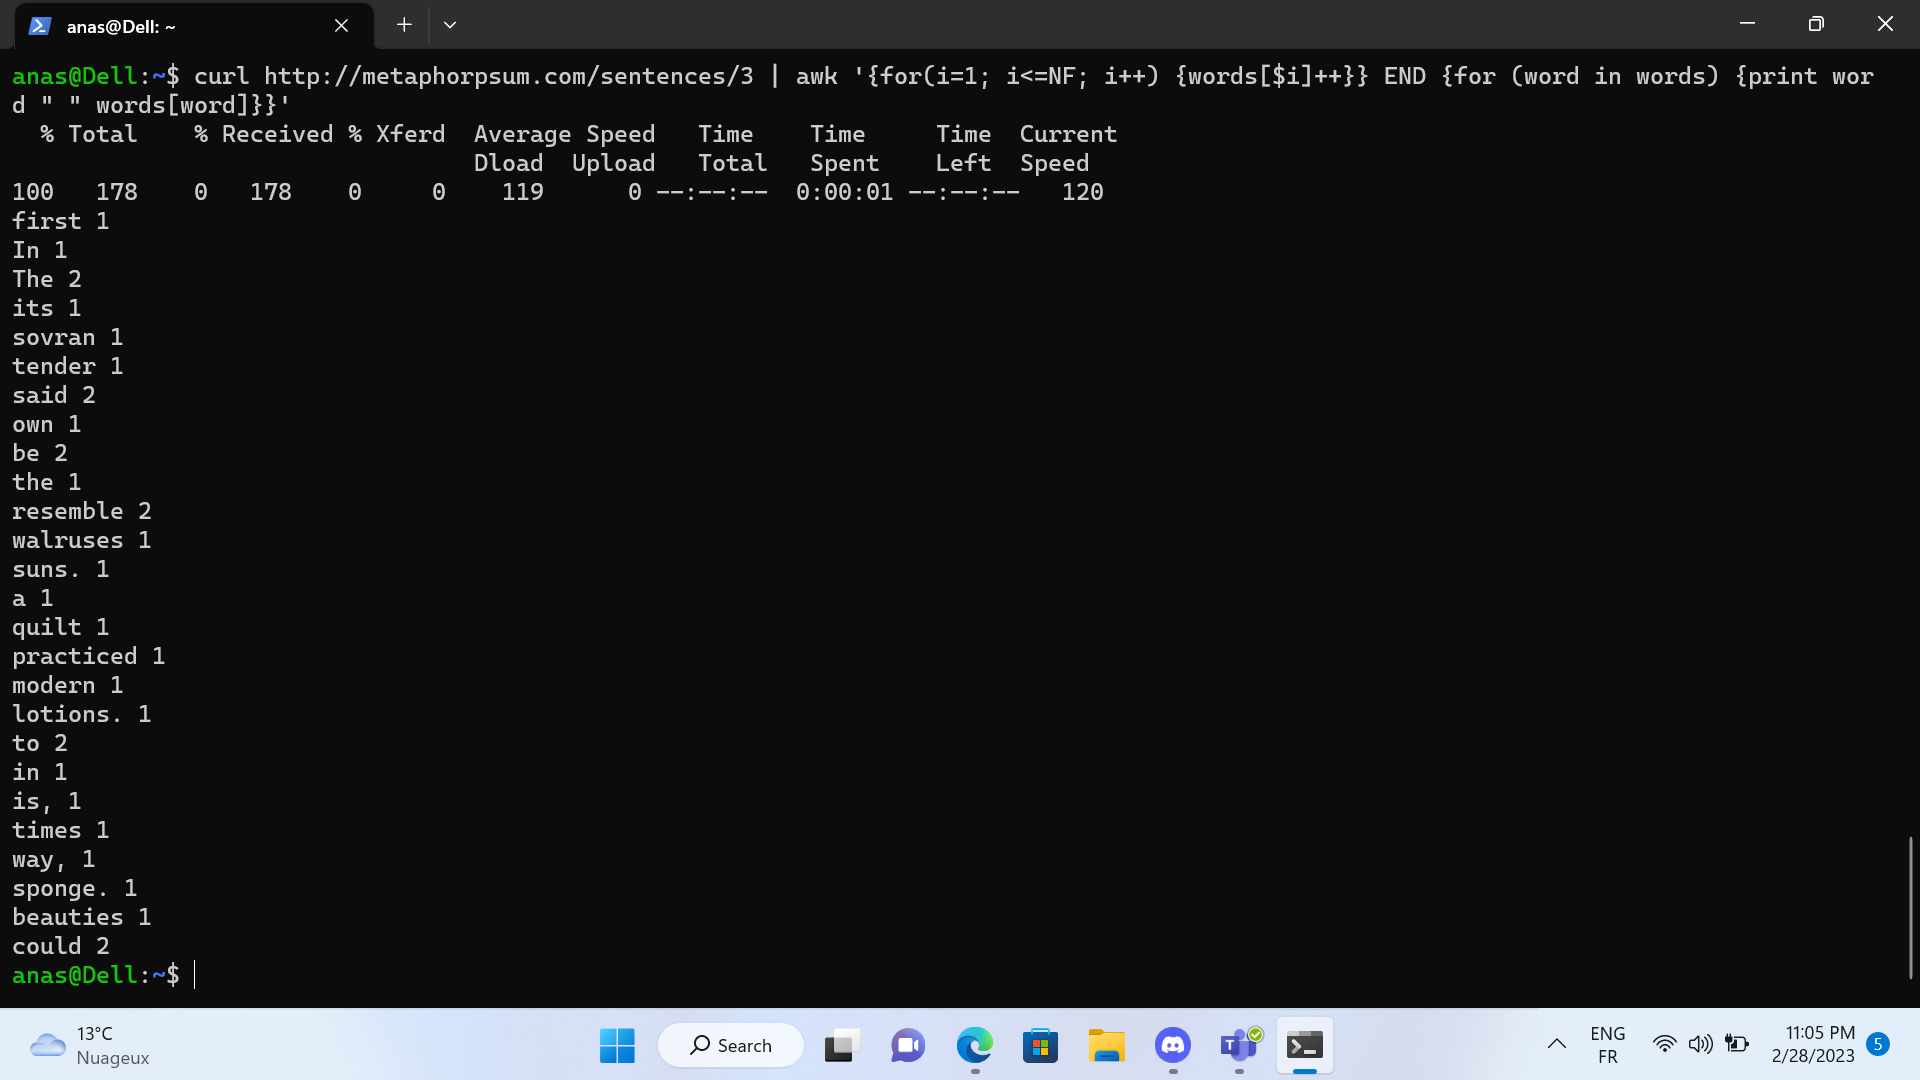 anas@Dell: ~
anas@Dell:~$ curl http://metaphorpsum.com/sentences/3 | awk '{for(i=1; i<=NF; i++) {words[$i]++}} END {for (word in words) {print wor
d " " words[word]}}'
  % Total    % Received % Xferd  Average Speed   Time    Time     Time  Current
                                 Dload  Upload   Total   Spent    Left  Speed
100   178    0   178    0     0    119      0 --:--:--  0:00:01 --:--:--   120
first 1
In 1
The 2
its 1
sovran 1
tender 1
said 2
own 1
be 2
the 1
resemble 2
walruses 1
suns. 1
a 1
quilt 1
practiced 1
modern 1
lotions. 1
to 2
in 1
is, 1
times 1
way, 1
sponge. 1
beauties 1
could 2
anas@Dell:~$
13°C
Nuageux
Search
ENG
FR
11:05 PM
2/28/2023
5